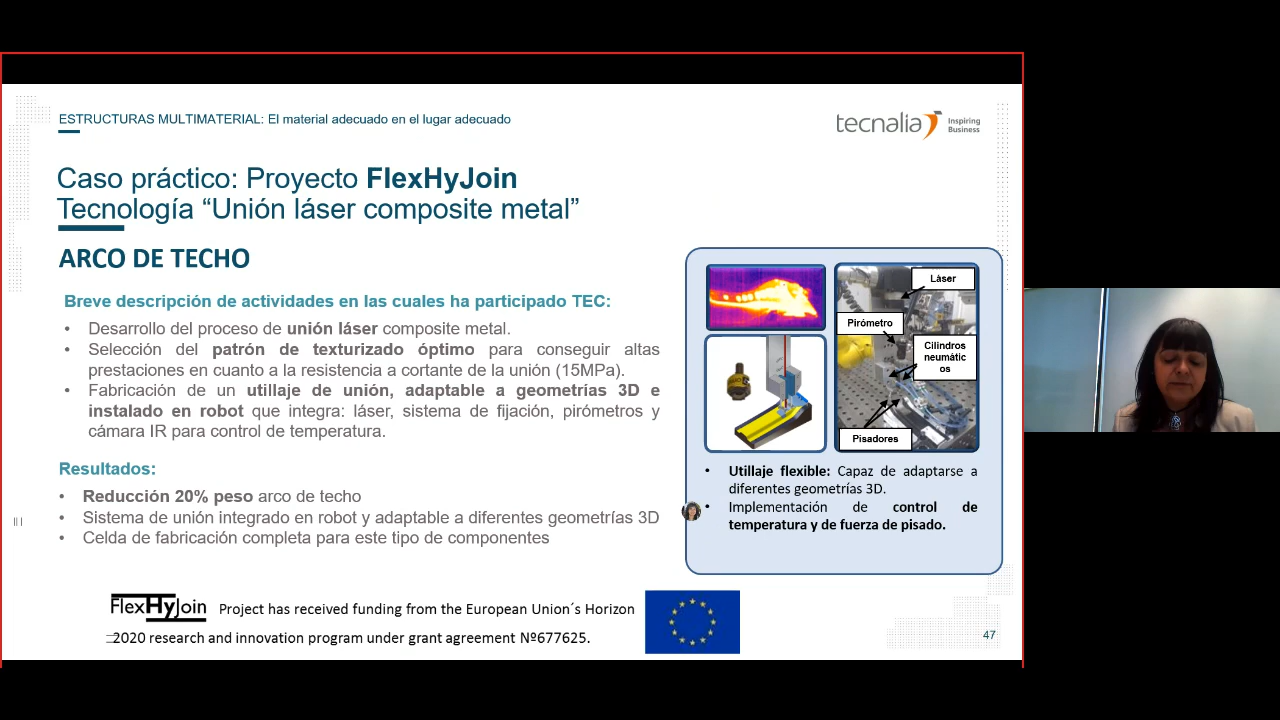 ESTRUCTURAS MULTIMATERIAL: El material adecuado en el lugar adecuado
tecnalia Inspiring
Business
Caso práctico: Proyecto FlexHyJoin
Tecnología “Unión láser composite metal”
ARCO DE TECHO
Breve descripción de actividades en las cuales ha participado TEC:
• Desarrollo del proceso de unión láser composite metal.
• Selección del patrón de texturizado óptimo para conseguir altas
prestaciones en cuanto a la resistencia a cortante de la unión (15MPa).
• Fabricación de un utillaje de unión, adaptable a geometrías 3D e
instalado en robot que integra: láser, sistema de fijación, pirómetros y
cámara IR para control de temperatura.
Resultados:
• Reducción 20% peso arco de techo
• Sistema de unión integrado en robot y adaptable a diferentes geometrías 3D
• Celda de fabricación completa para este tipo de componentes
Làser
Pirómetro
Cilindros
neumátic
os
Pisadores
• Utillaje flexible: Capaz de adaptarse a
diferentes geometrías 3D.
• Implementación de control de
temperatura y de fuerza de pisado.
FlexHyJoin Project has received funding from the European Union´s Horizon
2020 research and innovation program under grant agreement Nº677625.
47